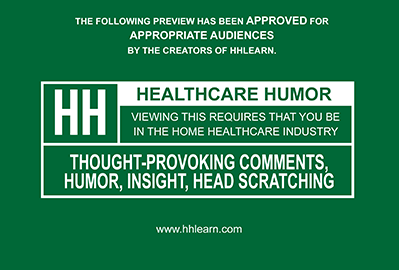 THE FOLLOWING PREVIEW HAS BEEN APPROVED FOR
APPROPRIATE AUDIENCES
BY THE CREATORS OF HHLEARN.
HH
HEALTHCARE HUMOR
VIEWING THIS REQUIRES THAT YOU BE
IN THE HOME HEALTHCARE INDUSTRY
THOUGHT-PROVOKING COMMENTS,
HUMOR, INSIGHT, HEAD SCRATCHING
www.hhlearn.com